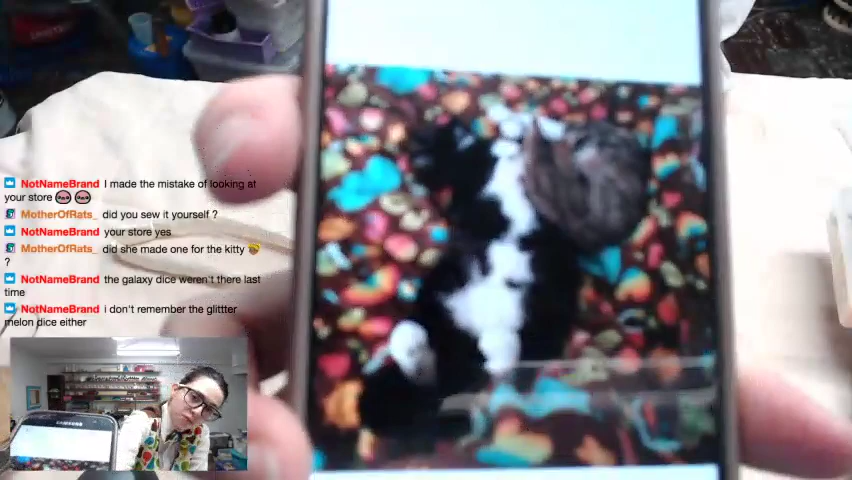 NotNameBrand I made the mistake of looking at
your store
MotherOfRats_ did you sew it yourself ?
NotNameBrand your store yes
MotherOfRats_ did she made one for the kitty
?
NotNameBrand the galaxy dice weren't there last
time
NotNameBrand i don't remember the glittter
melon dice either
SAMSUNG